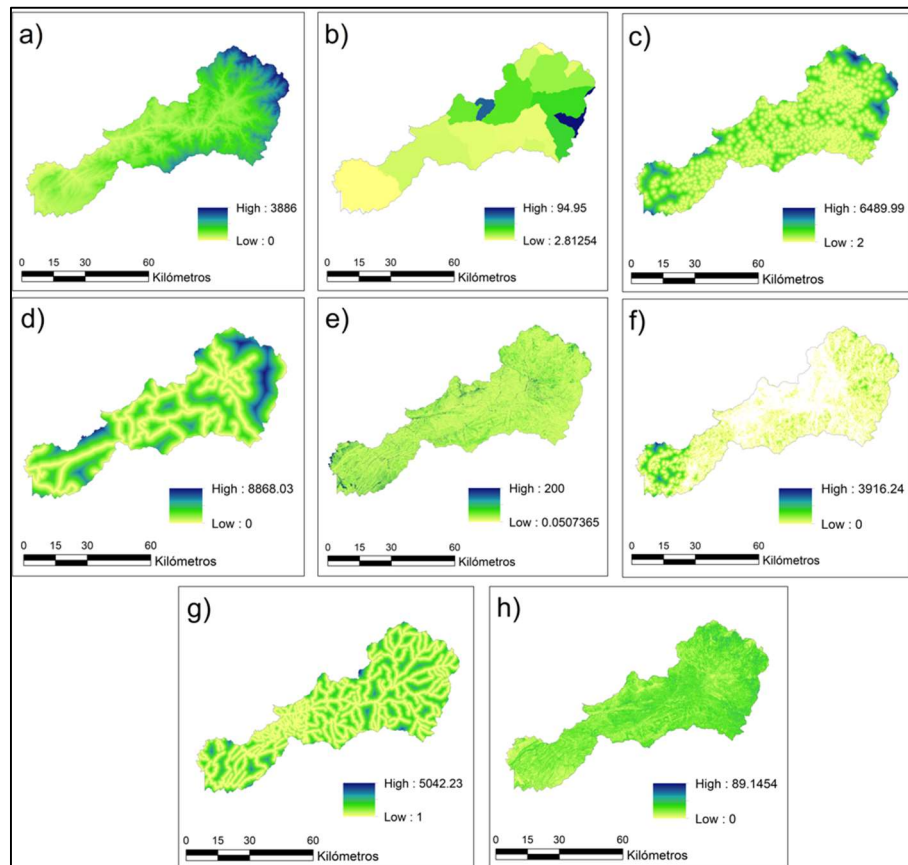 a)
High : 3886
Low : 0
0 15 30 60
Kilómetros
b)
High : 94.95
Low : 2.81254
0 15 30 60
Kilómetros
c)
High : 6489.99
Low : 2
0 15 30 60
Kilómetros
d)
High : 8868.03
Low : 0
0 15 30 60
Kilómetros
e)
High : 200
Low : 0.0507365
0 15 30 60
Kilómetros
f)
High : 3916.24
Low : 0
0 15 30 60
Kilómetros
g)
High : 5042.23
Low : 1
0 15 30 60
Kilómetros
h)
High : 89.1454
Low : 0
0 15 30 60
Kilómetros